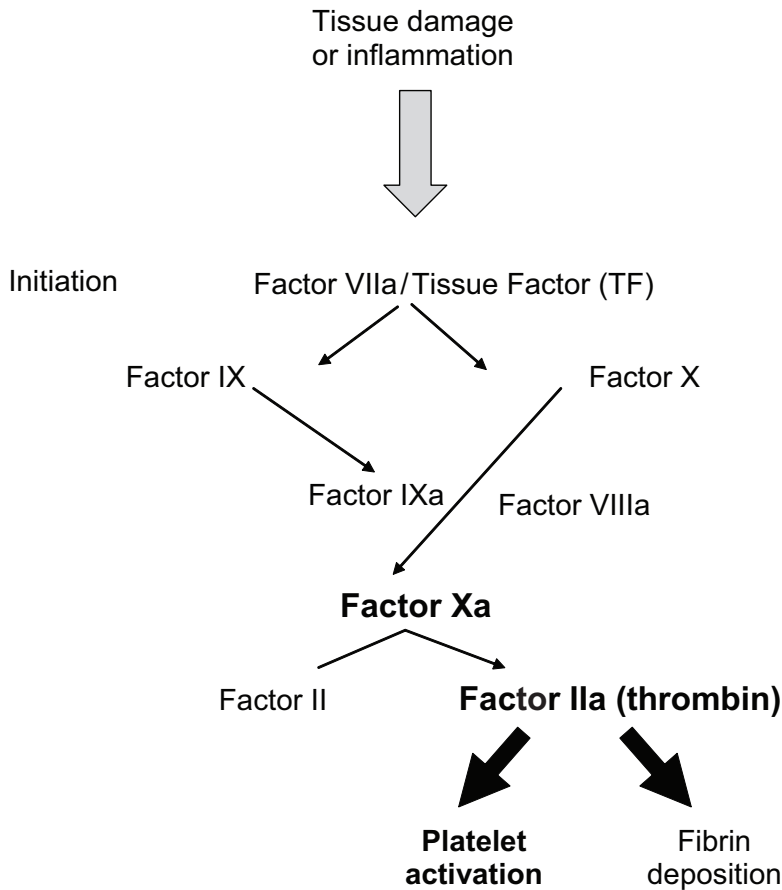 Tissue damage
or inflammation
Initiation
Factor VIIa/Tissue Factor (TF)
Factor IX
Factor X
Factor IXa
Factor VIIIa
Factor Xa
Factor II
Factor IIa (thrombin)
Platelet
activation
Fibrin
deposition